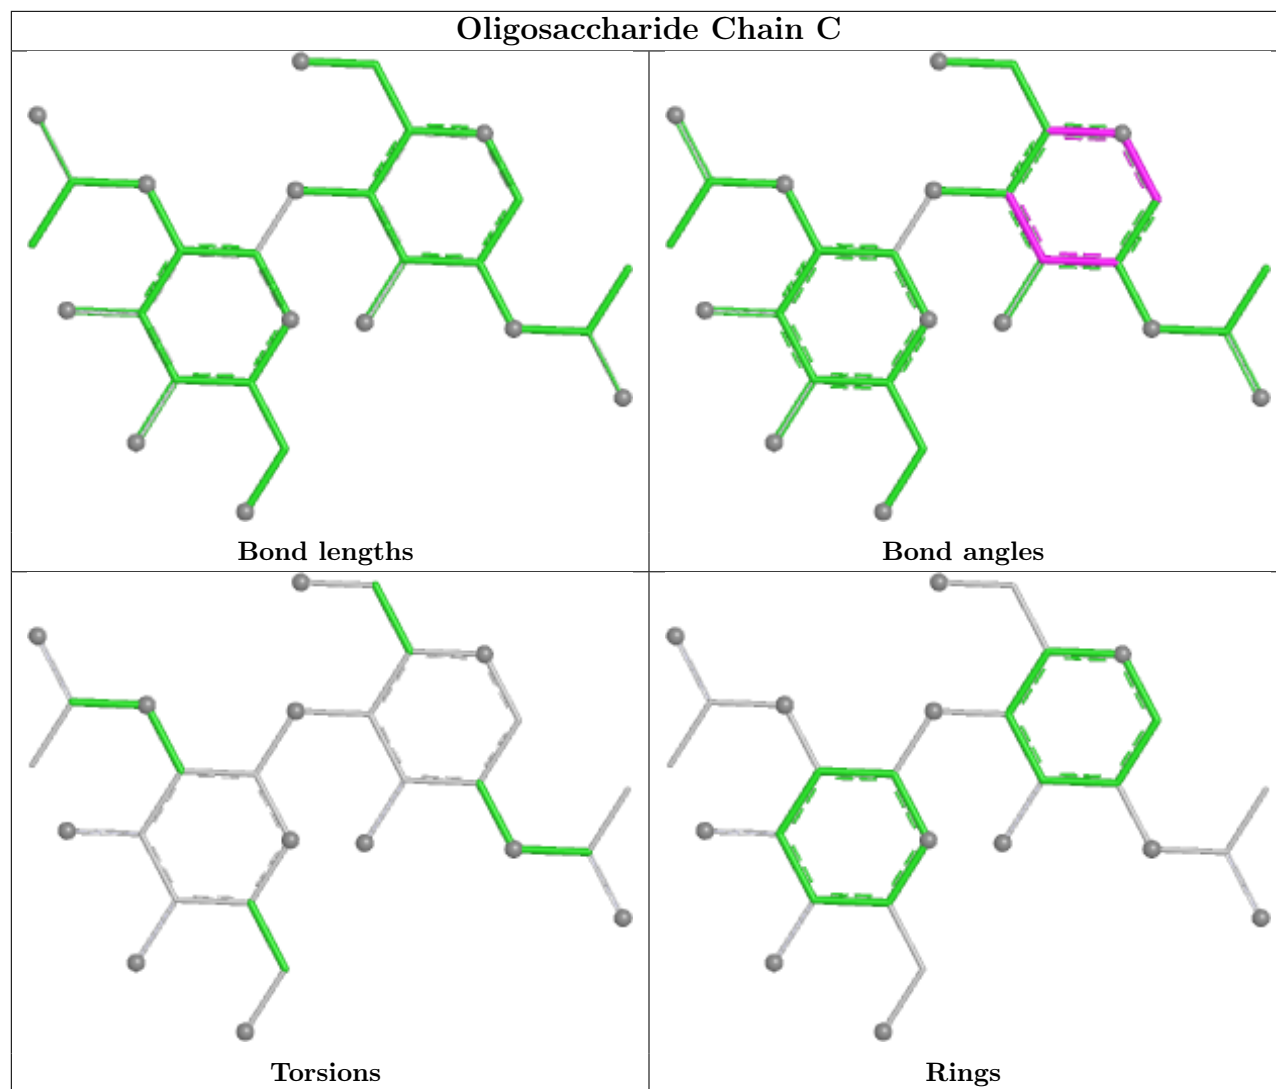 Oligosaccharide Chain C
Bond lengths
Bond angles
Torsions
Rings